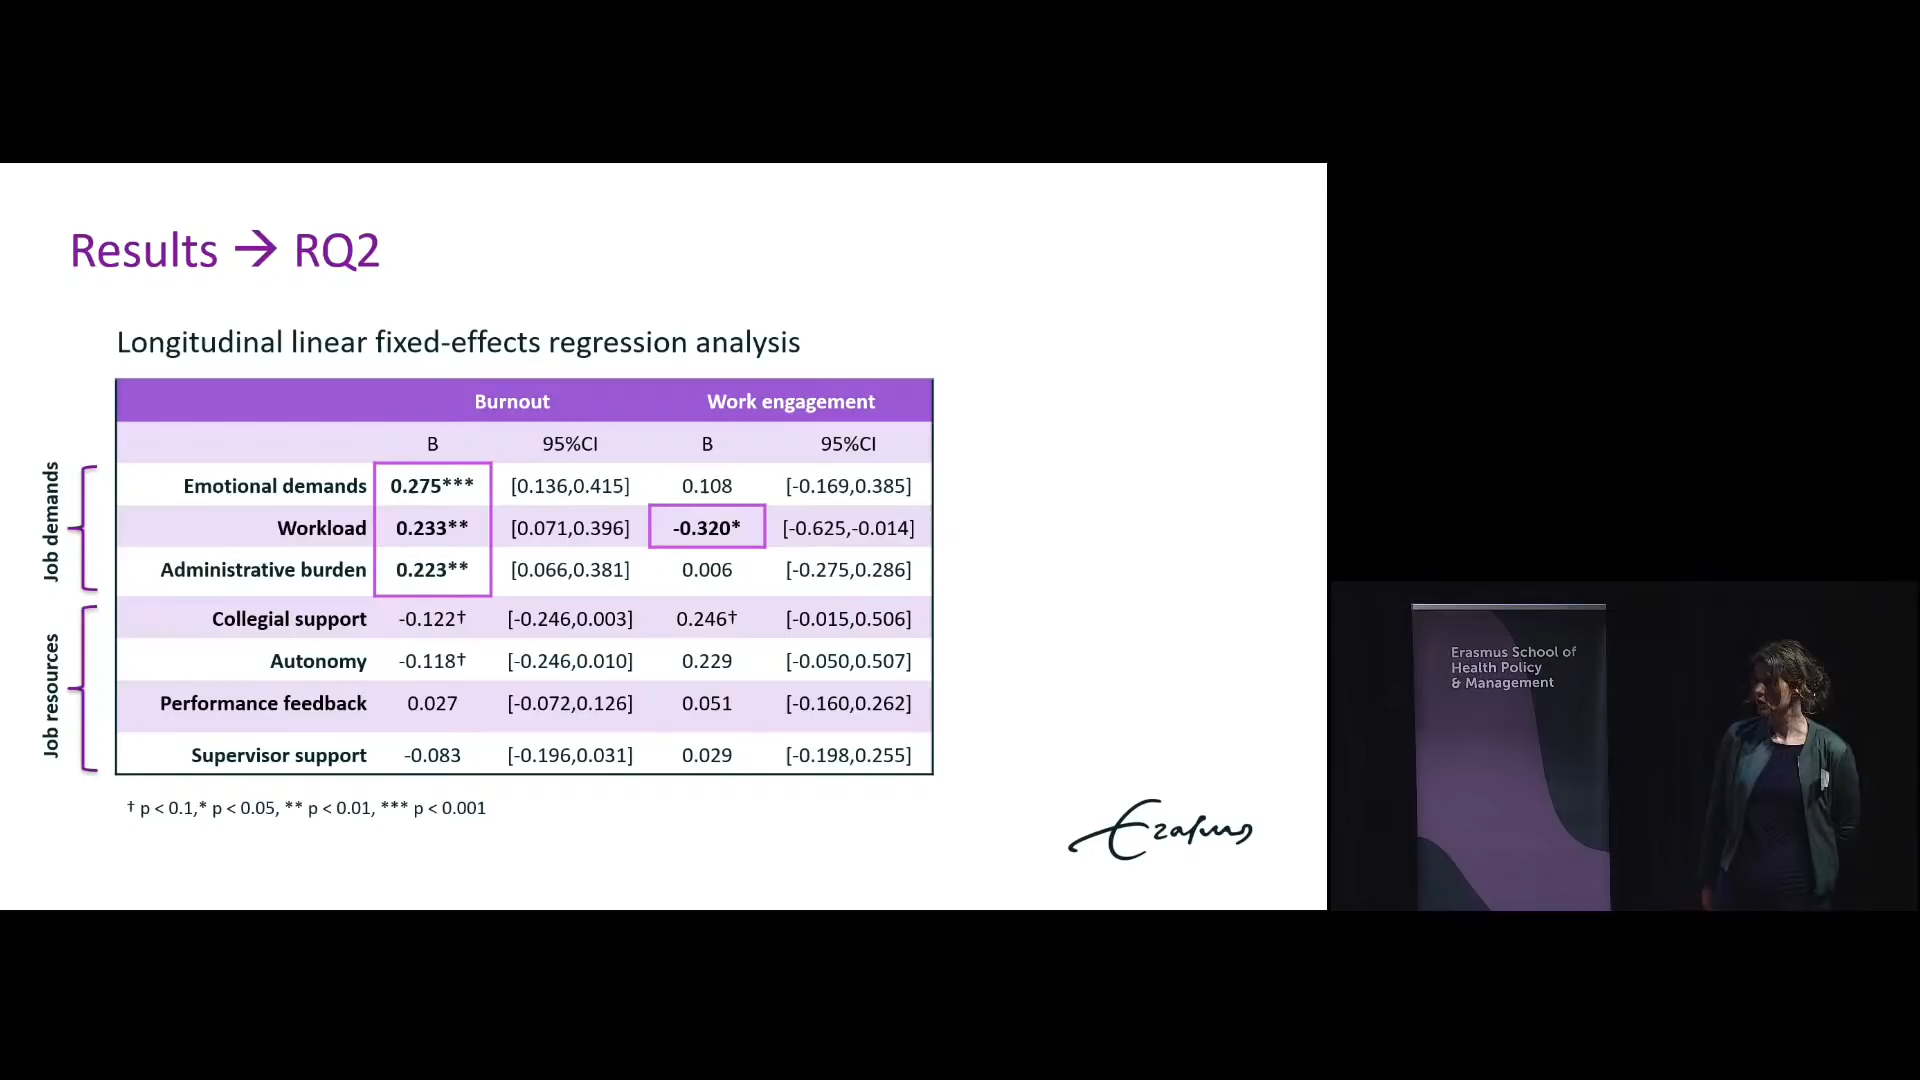 Results → RQ2
Longitudinal linear fixed-effects regression analysis
Burnout Work engagement
B 95%CI B 95%CI
Job demands
Emotional demands 0.275*** [0.136,0.415] 0.108 [-0.169,0.385]
Workload 0.233** [0.071,0.396] -0.320* [-0.625,-0.014]
Administrative burden 0.223** [0.066,0.381] 0.006 [-0.275,0.286]
Job resources
Collegial support -0.122† [-0.246,0.003] 0.246† [-0.015,0.506]
Autonomy -0.118† [-0.246,0.010] 0.229 [-0.050,0.507]
Performance feedback 0.027 [-0.072,0.126] 0.051 [-0.160,0.262]
Supervisor support -0.083 [-0.196,0.031] 0.029 [-0.198,0.255]
† p < 0.1,* p < 0.05, ** p < 0.01, *** p < 0.001
Erasmus
Erasmus School of
Health Policy
& Management